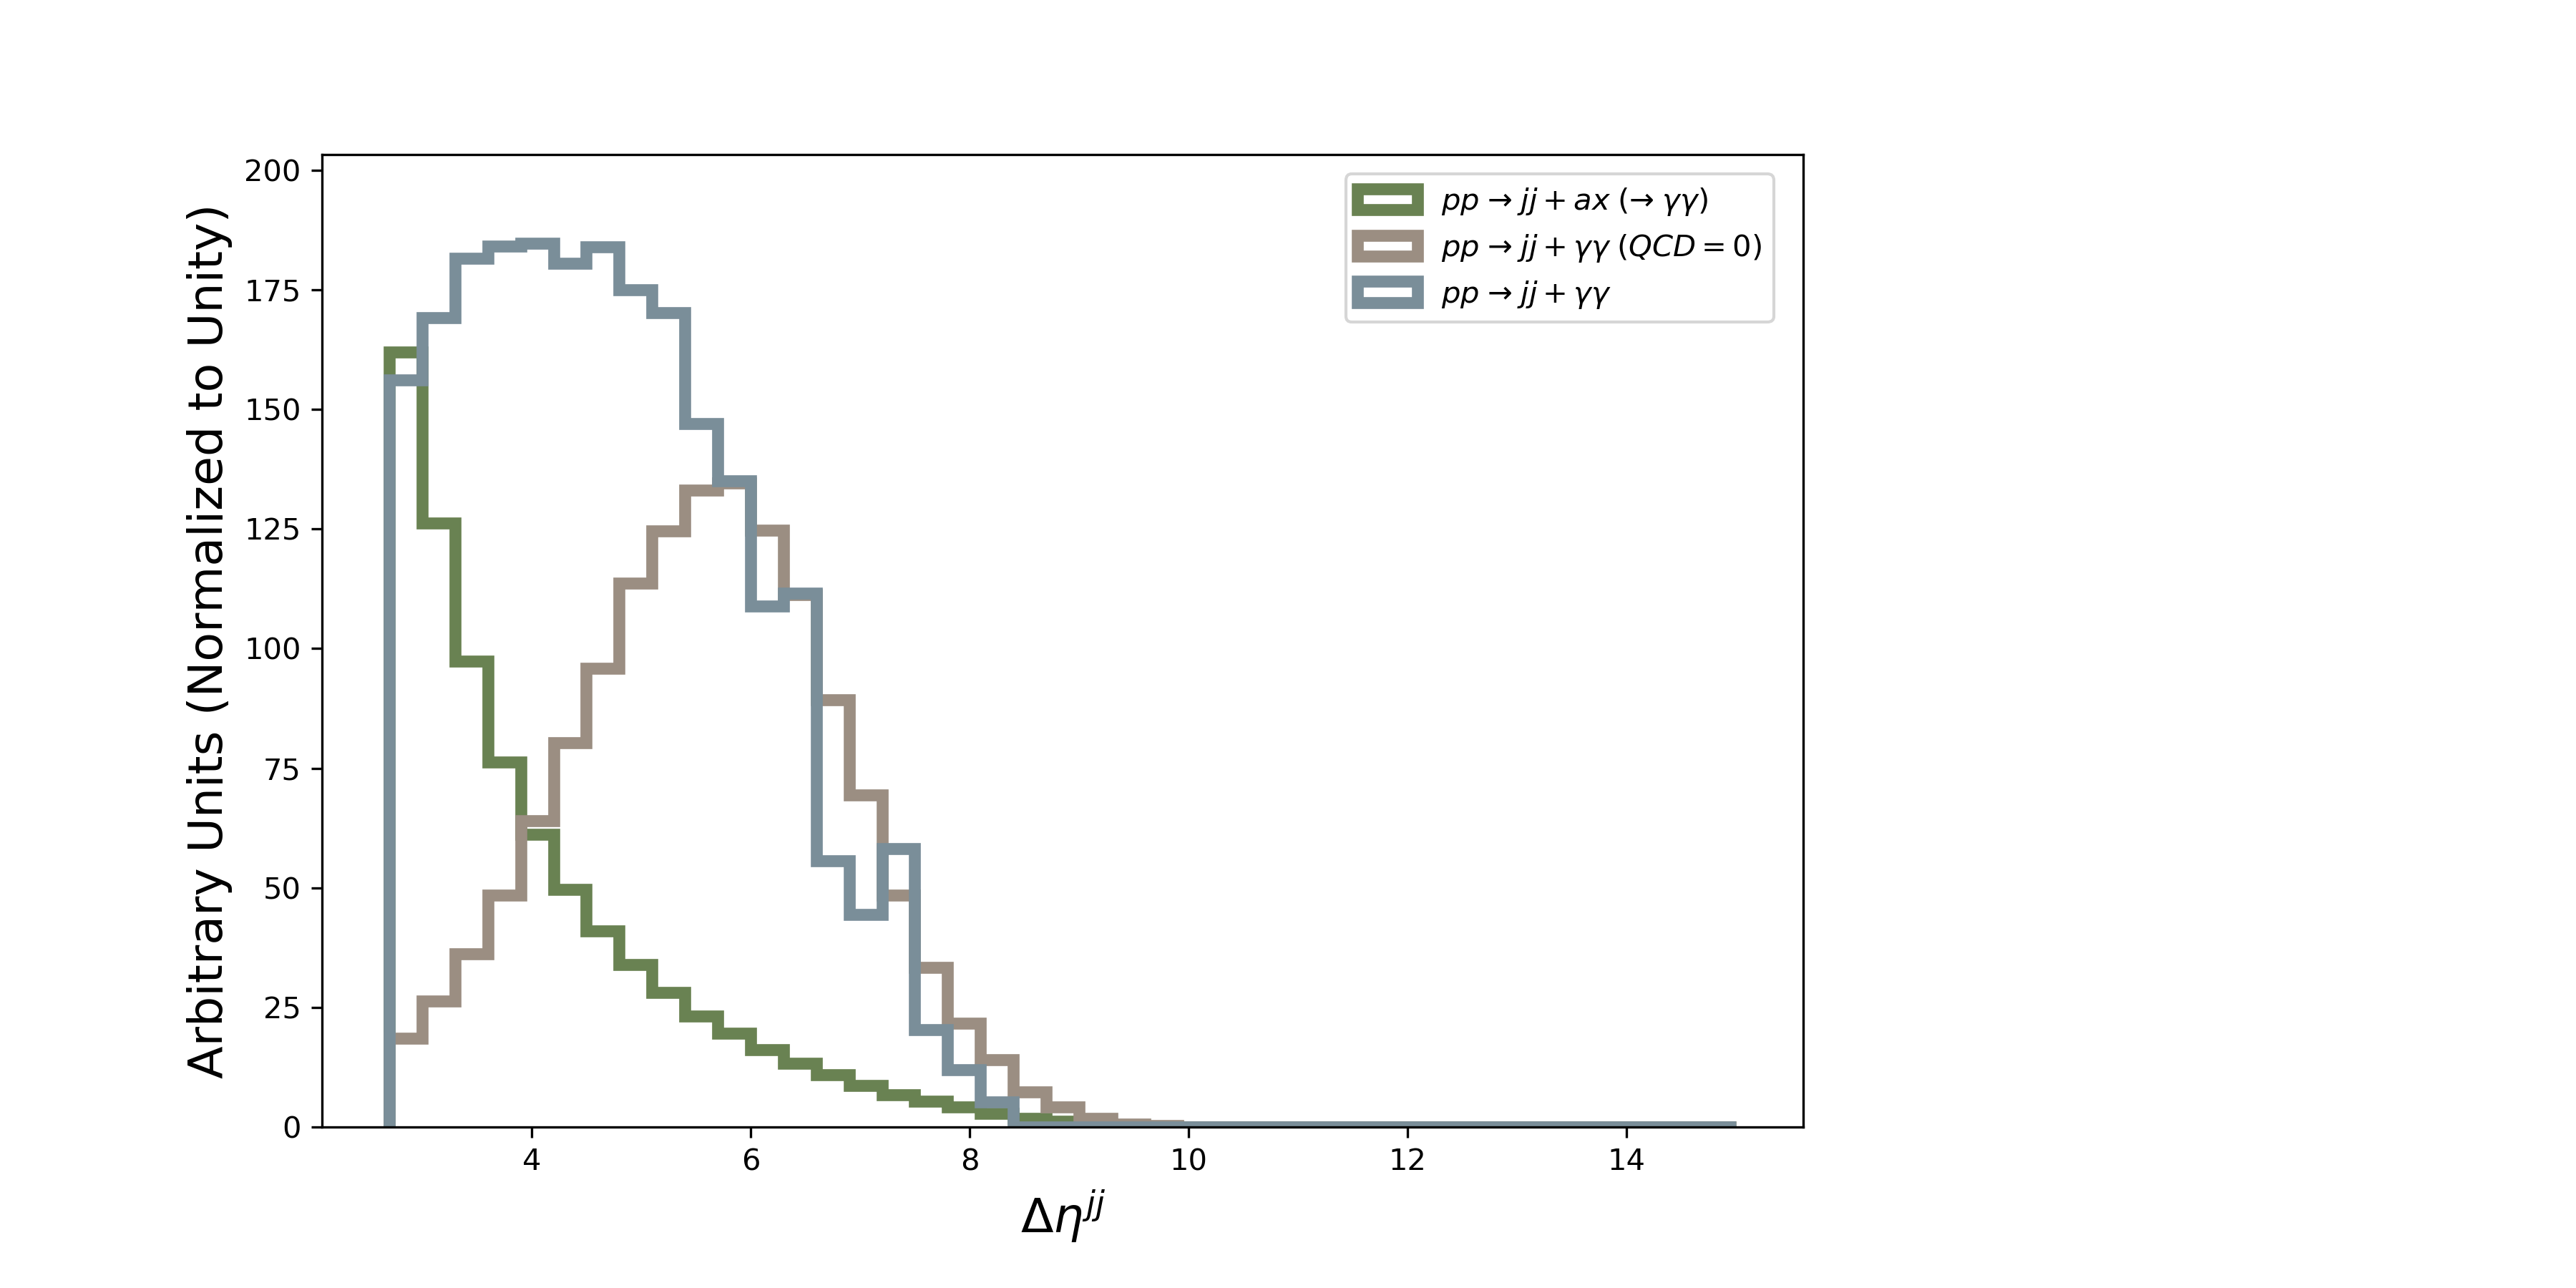 200
175
150
125
100
75
50
25
0
Arbitrary Units (Normalized to Unity)
pp → jj + ax (→ γγ)
pp → jj + γγ (QCD = 0)
pp → jj + γγ
4 6 8 10 12 14
Δη^{jj}